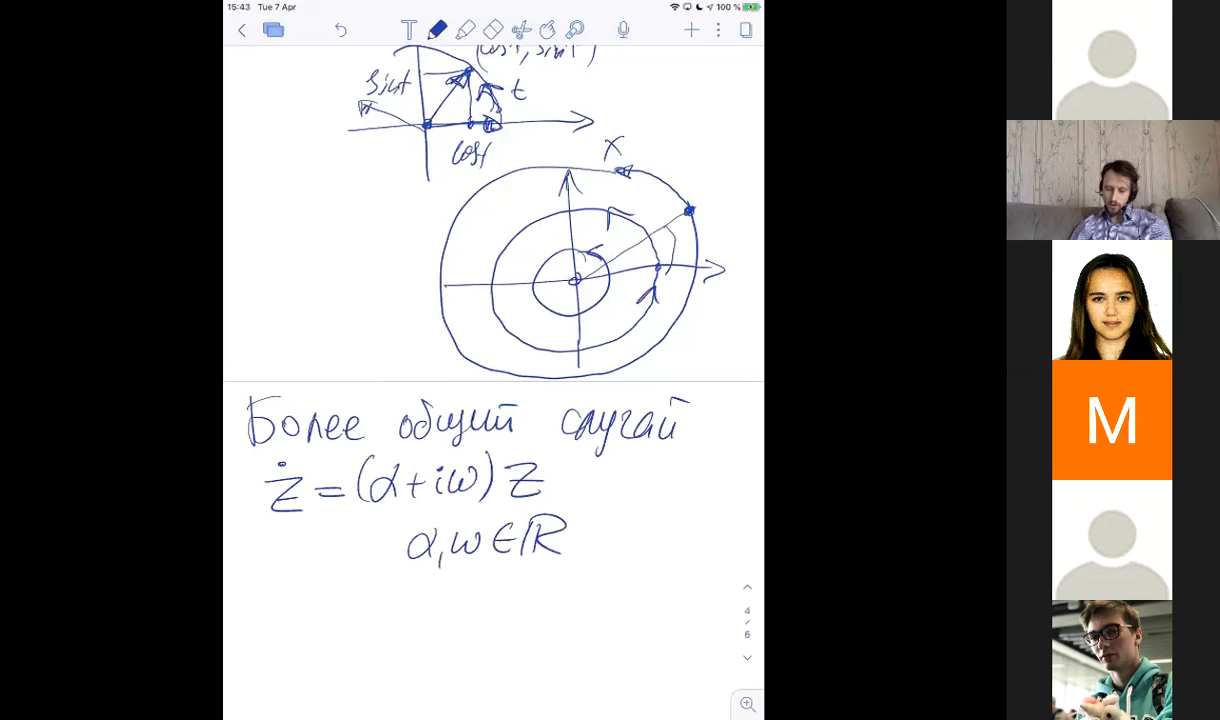 15:43 Tue 7 Apr
100 %
T
(cos t, sin t)
sin t
t
cos t
Более общий случай
ż = (α + iω) z
α, ω ∈ ℝ
4
/
6
M